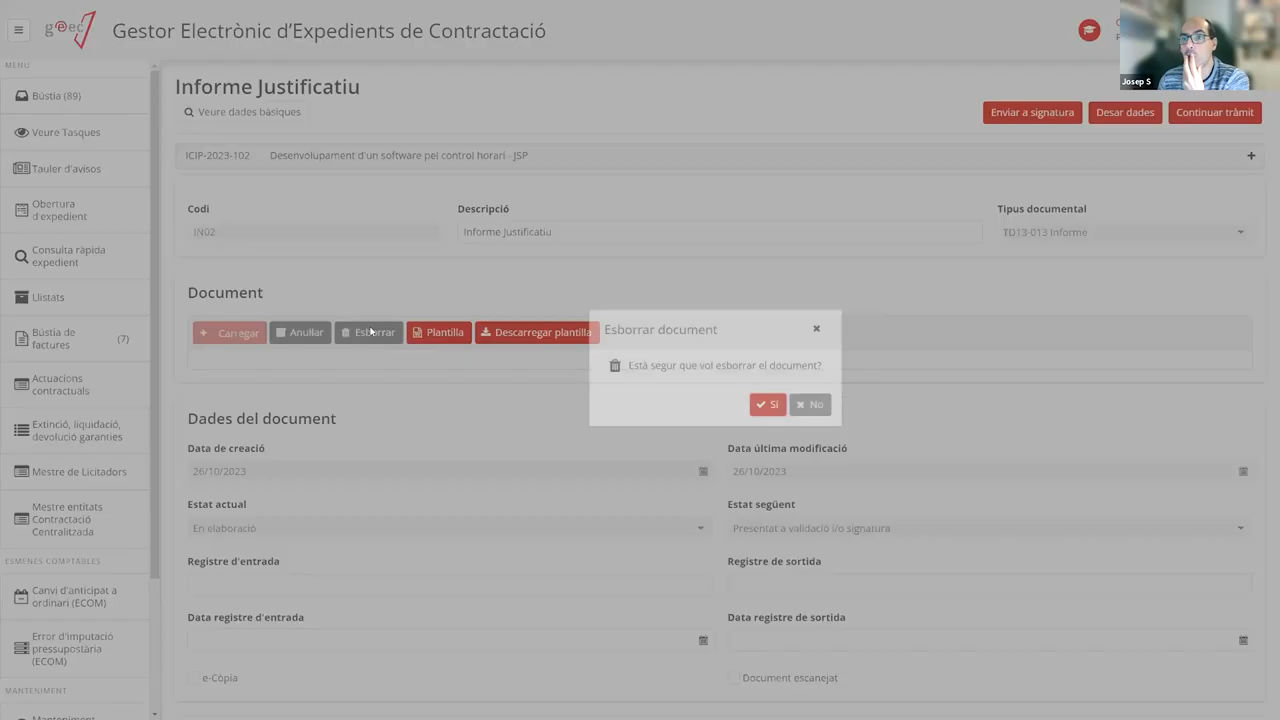 geec
Gestor Electrònic d'Expedients de Contractació
Josep S
MENÚ
Bústia (89)
Veure Tasques
Tauler d'avisos
Obertura
d'expedient
Consulta ràpida
expedient
Llistats
Bústia de
factures
(7)
Actuacions
contractuals
Extinció, liquidació,
devolució garanties
Mestre de Licitadors
Mestre entitats
Contractació
Centralitzada
ESMENES COMPTABLES
Canvi d'anticipat a
ordinari (ECOM)
Error d'imputació
pressupostària
(ECOM)
MANTENIMENT
Manteniment
Informe Justificatiu
Veure dades bàsiques
Enviar a signatura
Desar dades
Continuar tràmit
ICIP-2023-102 Desenvolupament d'un software pel control horari - JSP
Codi
Descripció
Tipus documental
IN02
Informe Justificatiu
TD13-013 Informe
Document
Carregar
Anul·lar
Esborrar
Plantilla
Descarregar plantilla
Esborrar document
Està segur que vol esborrar el document?
Sí
No
Dades del document
Data de creació
Data última modificació
26/10/2023
26/10/2023
Estat actual
Estat següent
En elaboració
Presentat a validació i/o signatura
Registre d'entrada
Registre de sortida
Data registre d'entrada
Data registre de sortida
e-Còpia
Document escanejat